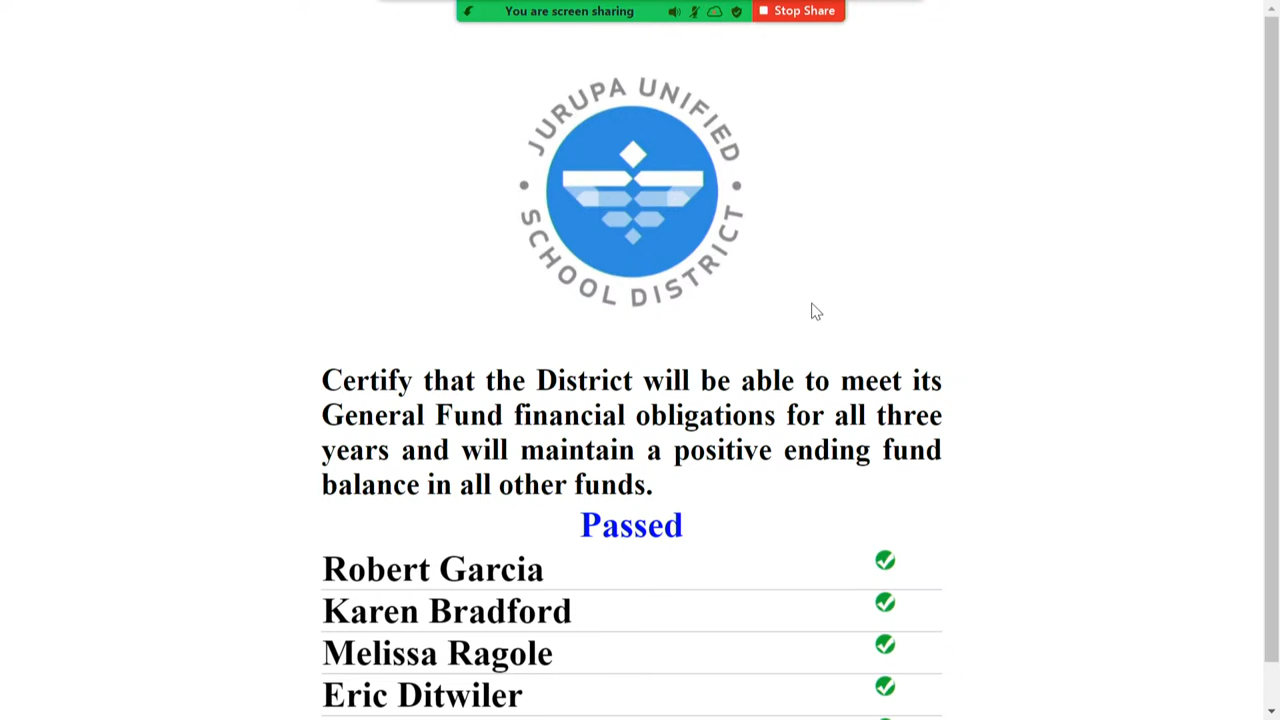 You are screen sharing
Stop Share
JURUPA UNIFIED
SCHOOL DISTRICT
Certify that the District will be able to meet its
General Fund financial obligations for all three
years and will maintain a positive ending fund
balance in all other funds.
Passed
Robert Garcia
Karen Bradford
Melissa Ragole
Eric Ditwiler